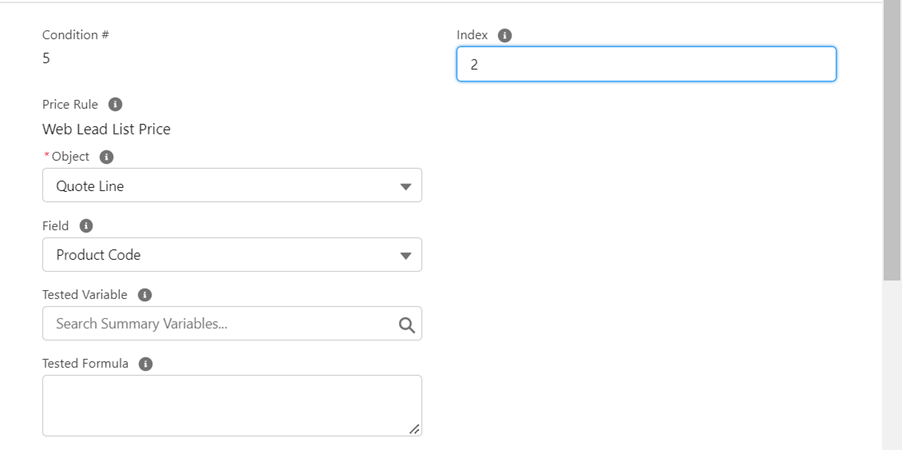 Condition #
5
Index
2
Price Rule
Web Lead List Price
*Object
Quote Line
Field
Product Code
Tested Variable
Search Summary Variables...
Tested Formula